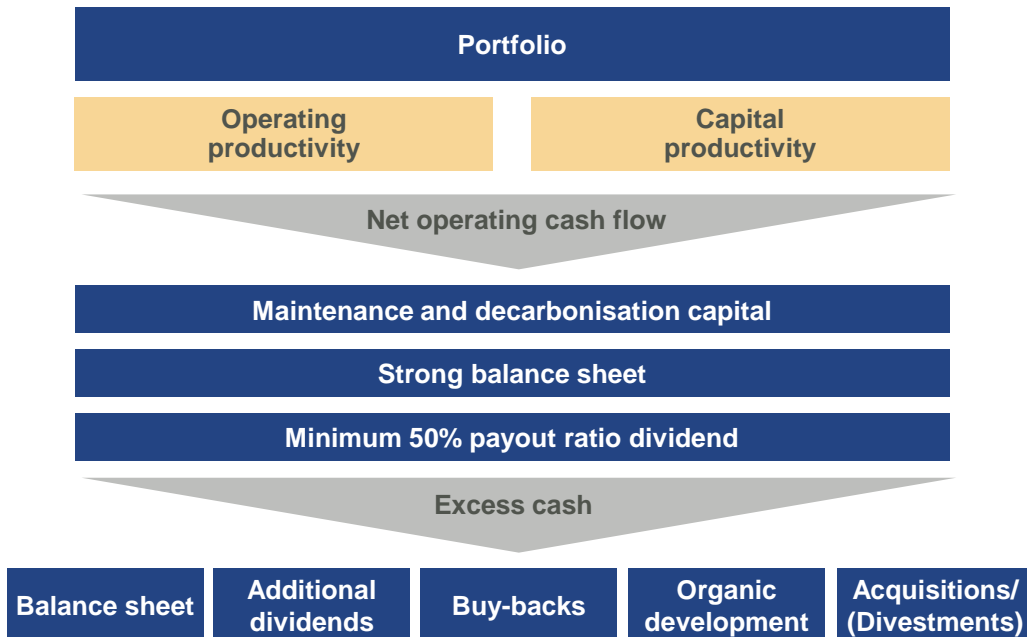 Portfolio
Operating
productivity
Capital
productivity
Net operating cash flow
Maintenance and decarbonisation capital
Strong balance sheet
Minimum 50% payout ratio dividend
Excess cash
Balance sheet
Additional
dividends
Buy-backs
Organic
development
Acquisitions/
(Divestments)